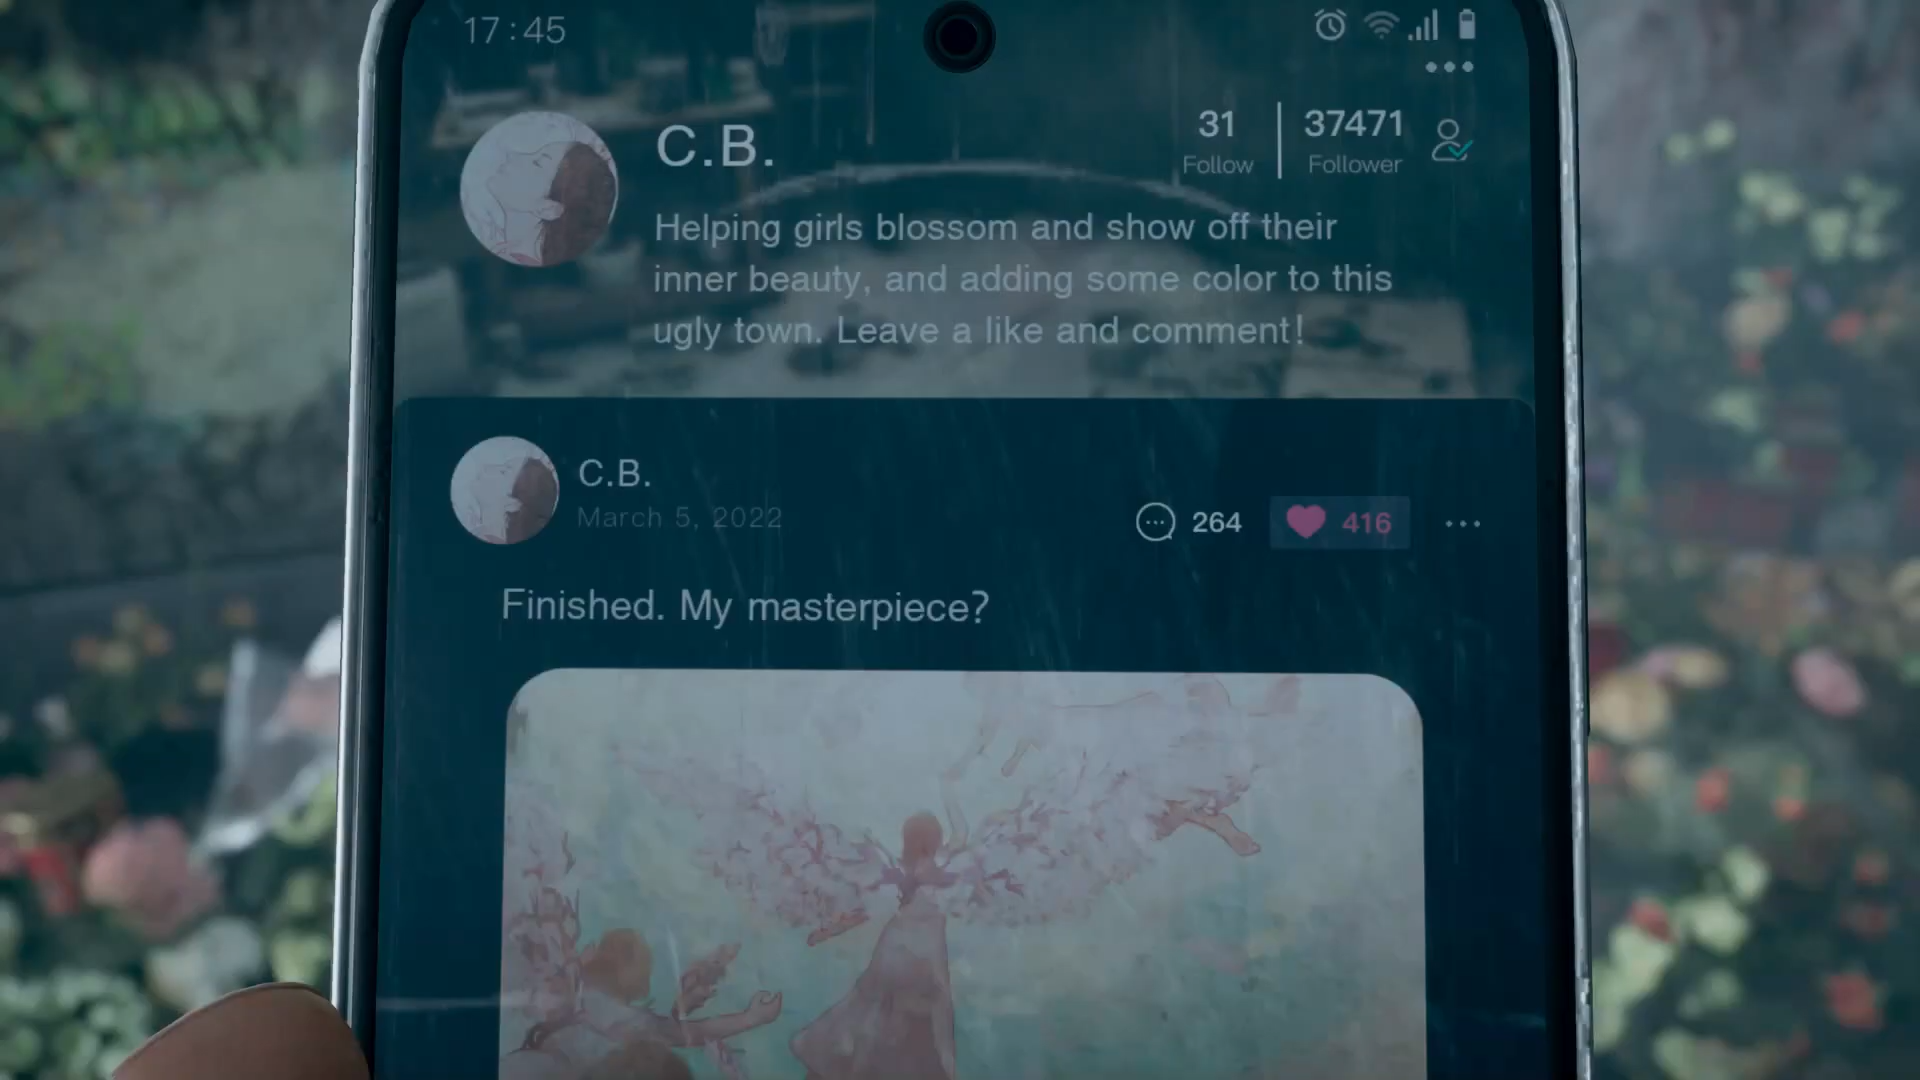 17:45
C.B.
31
Follow
37471
Follower
Helping girls blossom and show off their
inner beauty, and adding some color to this
ugly town. Leave a like and comment!
C.B.
March 5, 2022
264
416
Finished. My masterpiece?